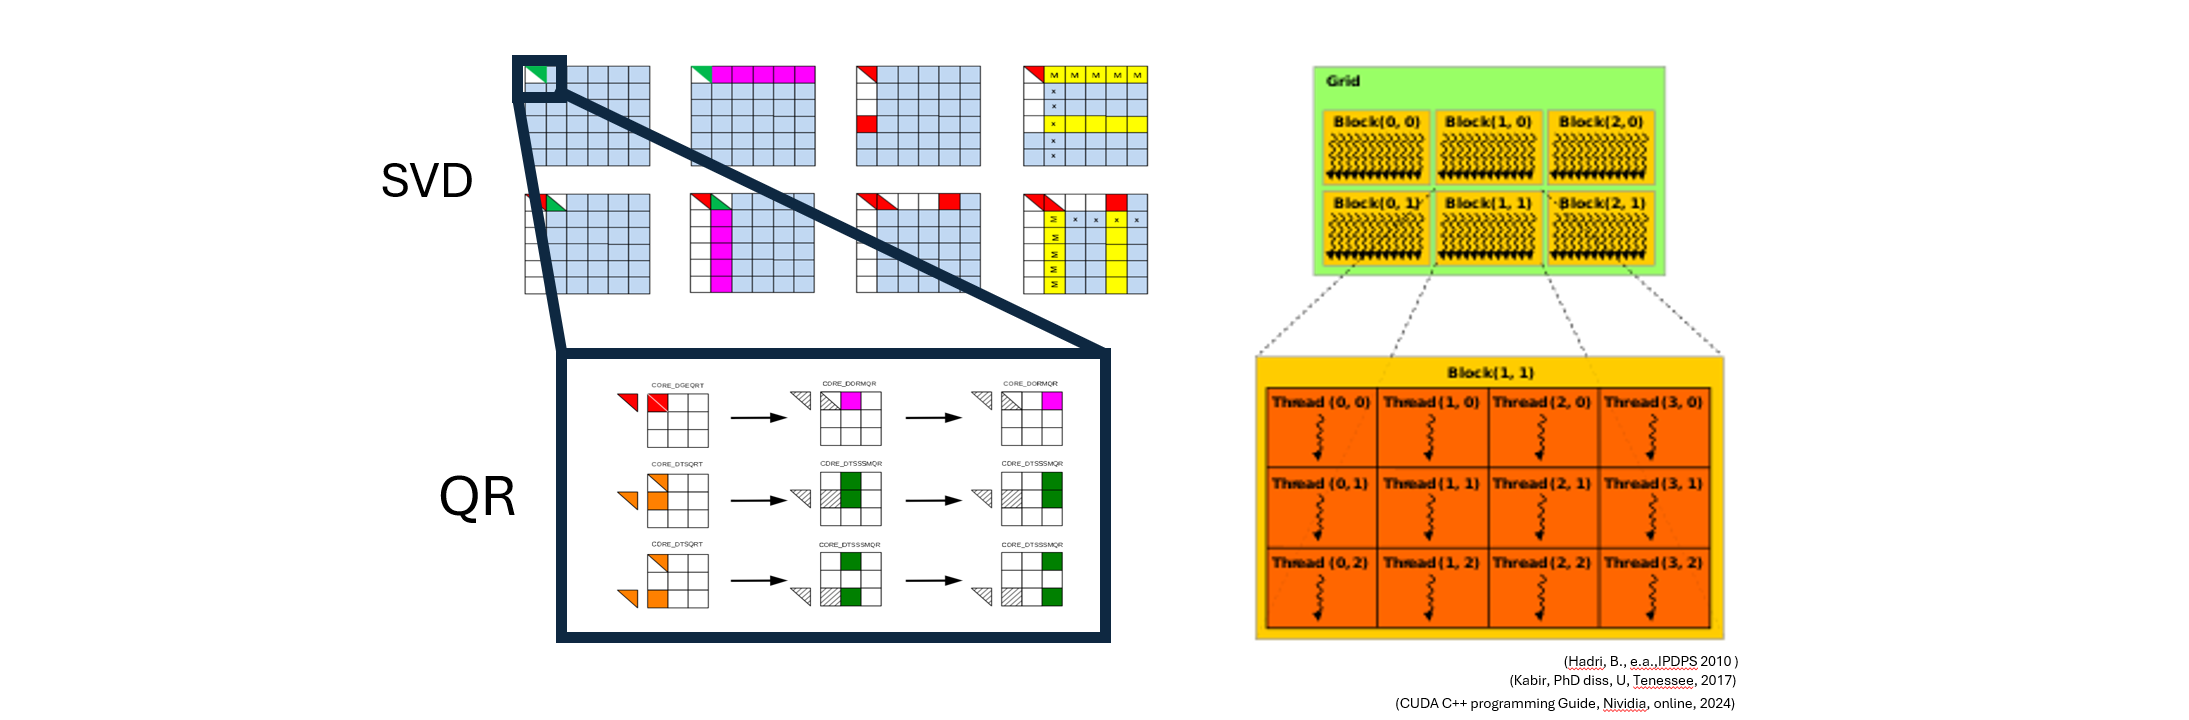 SVD
M M M M
x
x
x
x
x
M x x x x
M
M
M
M
QR
CORE_DGEQRT CORE_DORMQR CORE_DORMQR
CORE_DTSQRT CORE_DTSSSMQR CORE_DTSSSMQR
CORE_DTSQRT CORE_DTSSSMQR CORE_DTSSSMQR
Grid
Block(0, 0) Block(1, 0) Block(2,0)
Block(0, 1) Block(1, 1) Block(2, 1)
Block(1, 1)
Thread (0, 0) Thread(1, 0) Thread(2, 0) Thread(3, 0)
Thread (0,1) Thread(1, 1) Thread(2, 1) Thread(3, 1)
Thread (0,2) Thread(1, 2) Thread(2, 2) Thread(3, 2)
(Hadri, B., e.a.,IPDPS 2010 )
(Kabir, PhD diss, U, Tenessee, 2017)
(CUDA C++ programming Guide, Nividia, online, 2024)